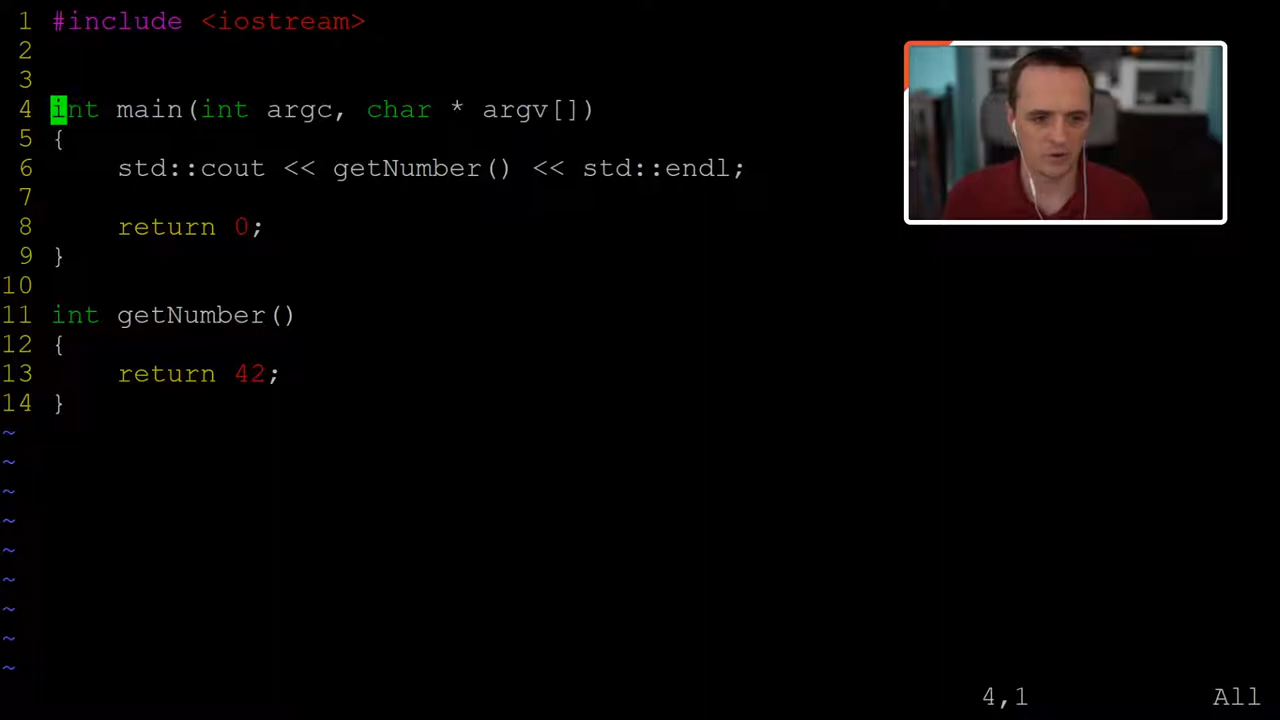 1 #include <iostream>
2
3
4 int main(int argc, char * argv[])
5 {
6     std::cout << getNumber() << std::endl;
7
8     return 0;
9 }
10
11 int getNumber()
12 {
13     return 42;
14 }
~
~
~
~
~
~
~
~
~
4,1 All